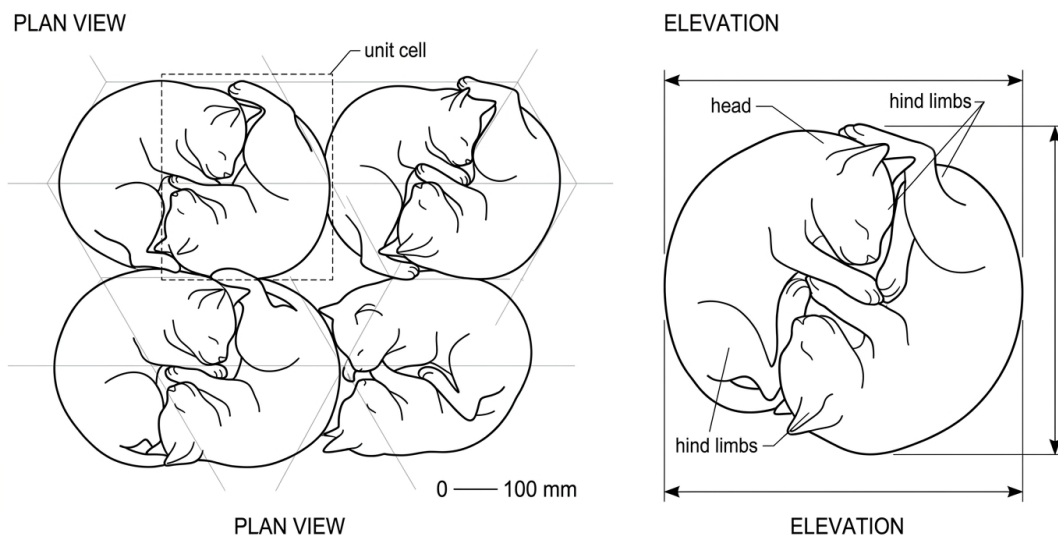 PLAN VIEW
unit cell
0 100 mm
PLAN VIEW
ELEVATION
head
hind limbs
hind limbs
ELEVATION